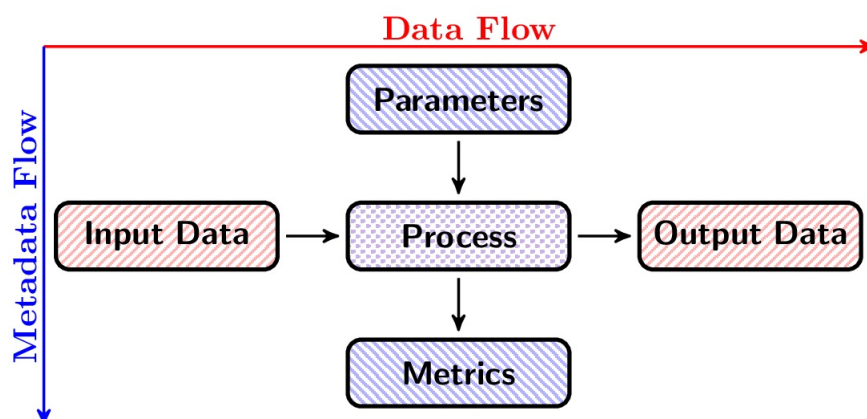 Data Flow
Metadata Flow
Parameters
Input Data
Process
Output Data
Metrics